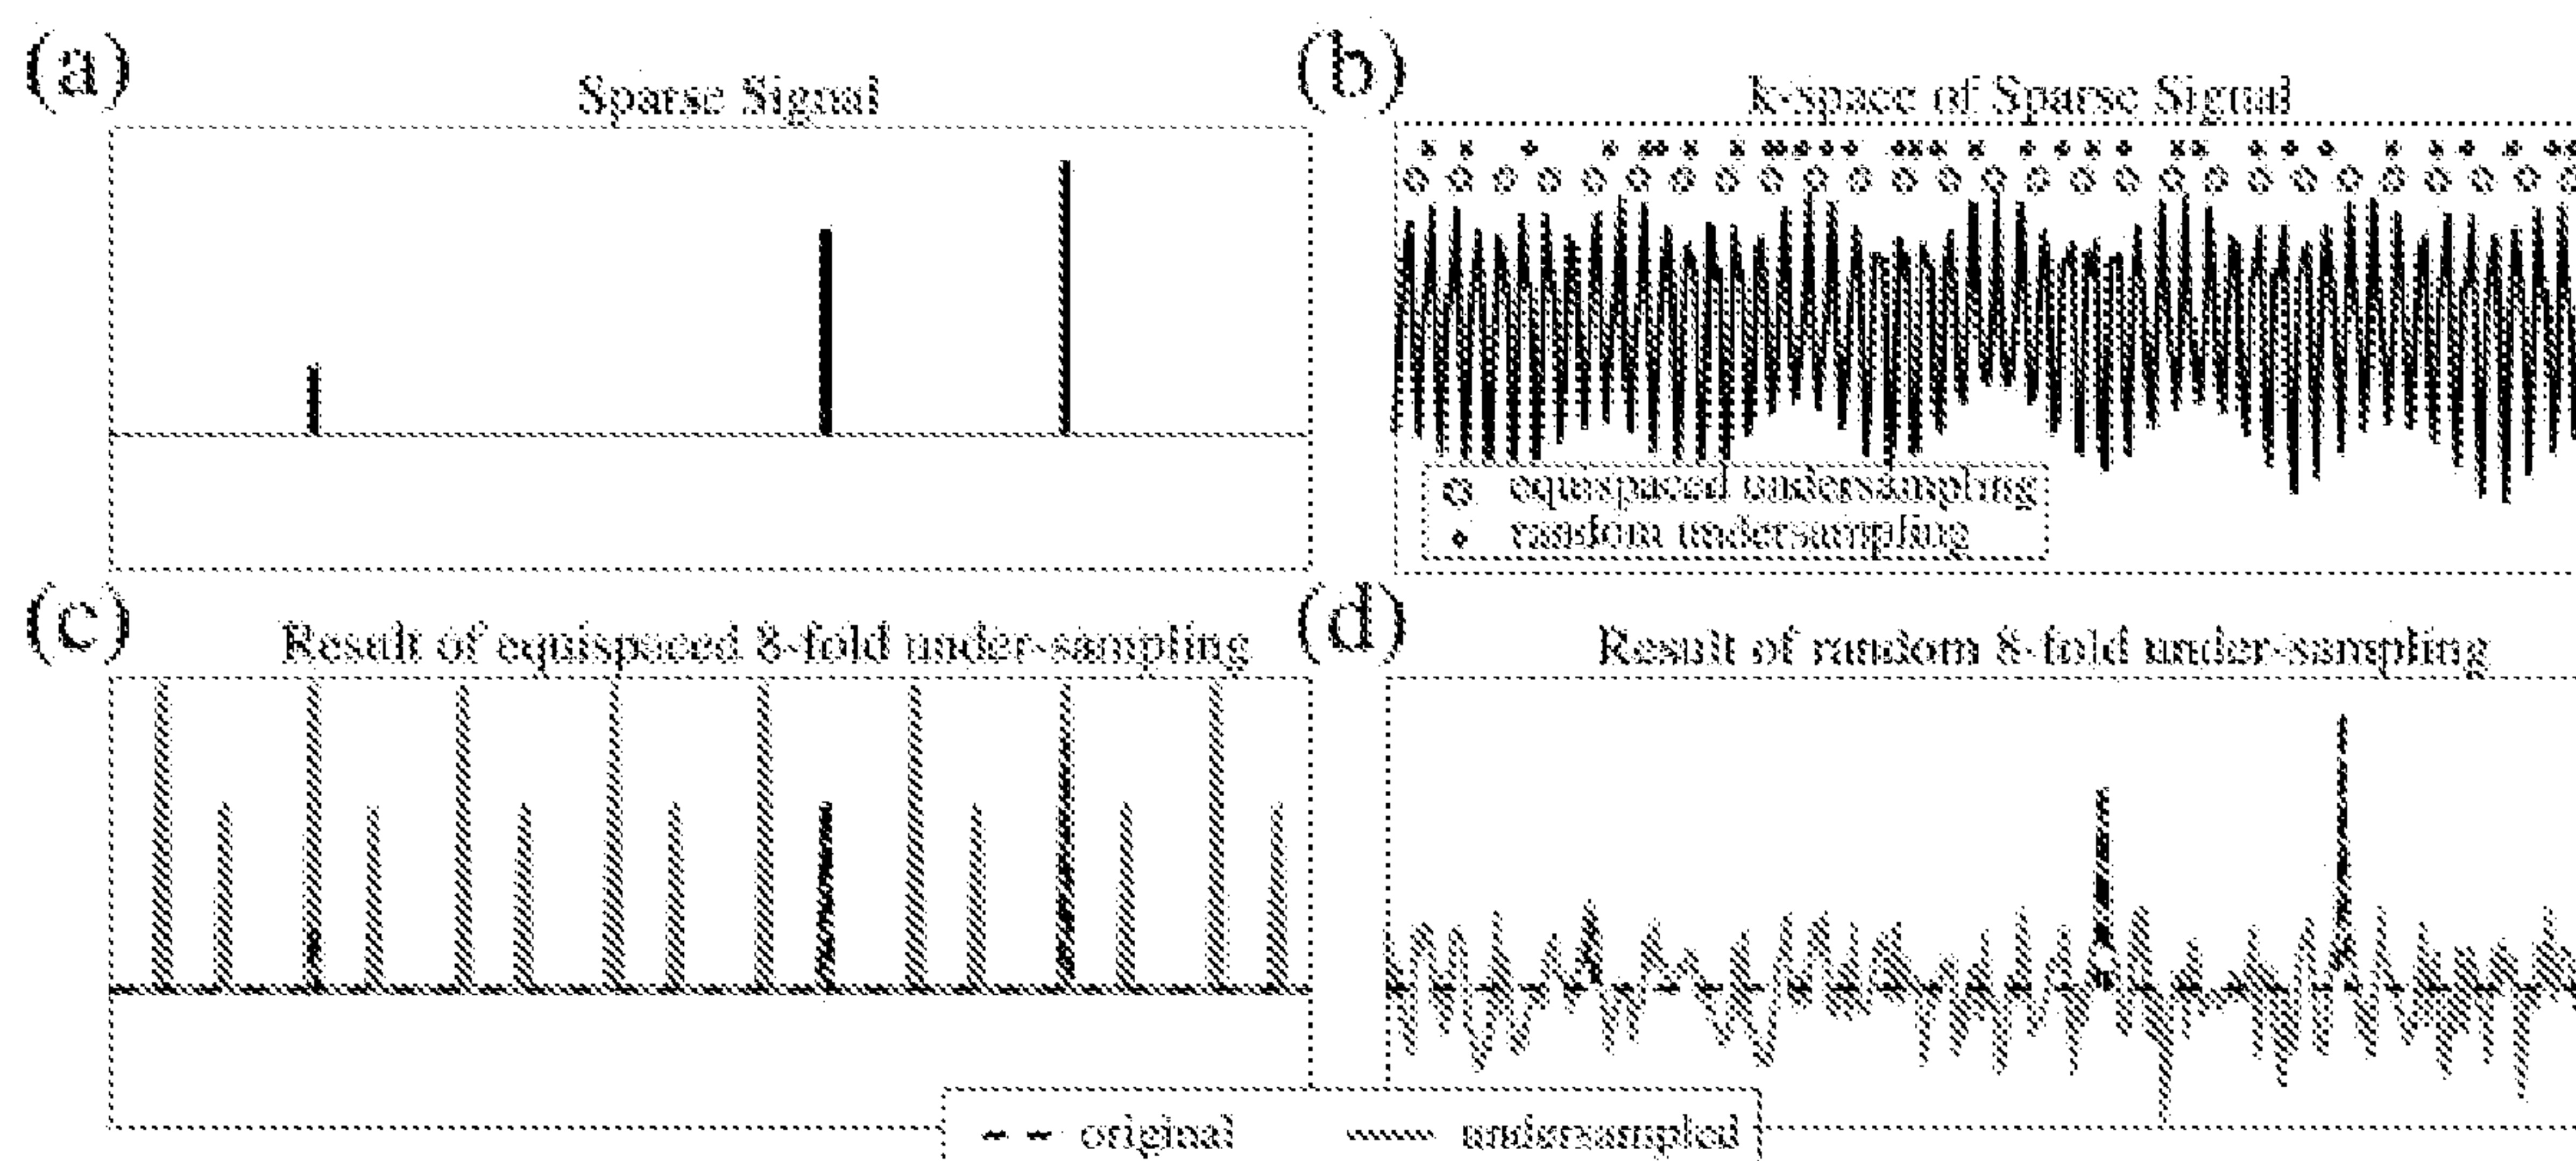 (a)
Sparse Signal
(b)
k-space of Sparse Signal
equispaced undersampling
random undersampling
(c)
Result of equispaced 8-fold under-sampling
(d)
Result of random 8-fold under-sampling
original
undersampled